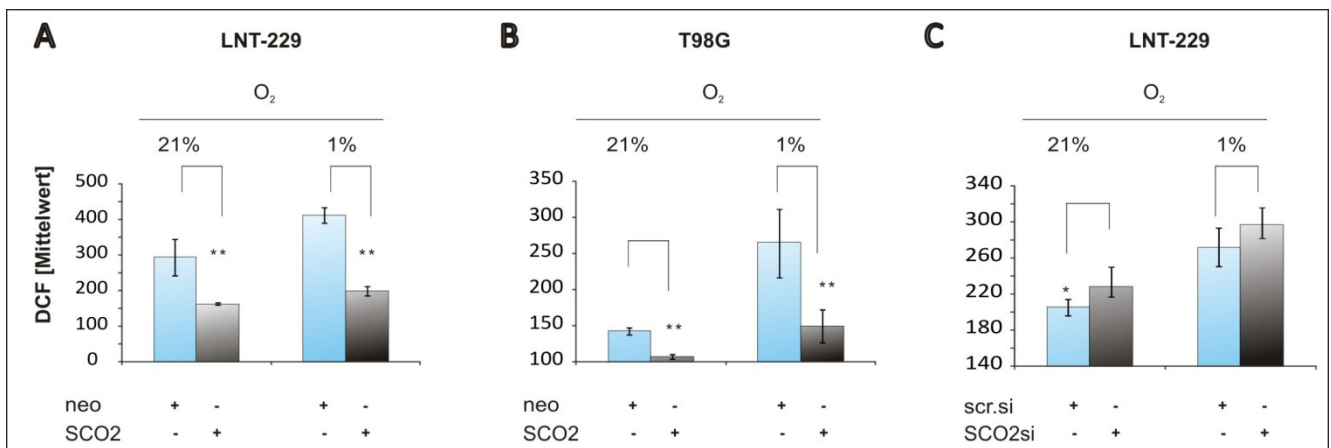 A LNT-229
O₂
21% 1%
DCF [Mittelwert]
500
400
300
200
100
0
** **
neo + - + -
SCO2 - + - +
B T98G
O₂
21% 1%
350
300
250
200
150
100
** **
neo + - + -
SCO2 - + - +
C LNT-229
O₂
21% 1%
340
300
260
220
180
140
*
scr.si + - + -
SCO2si - + - +